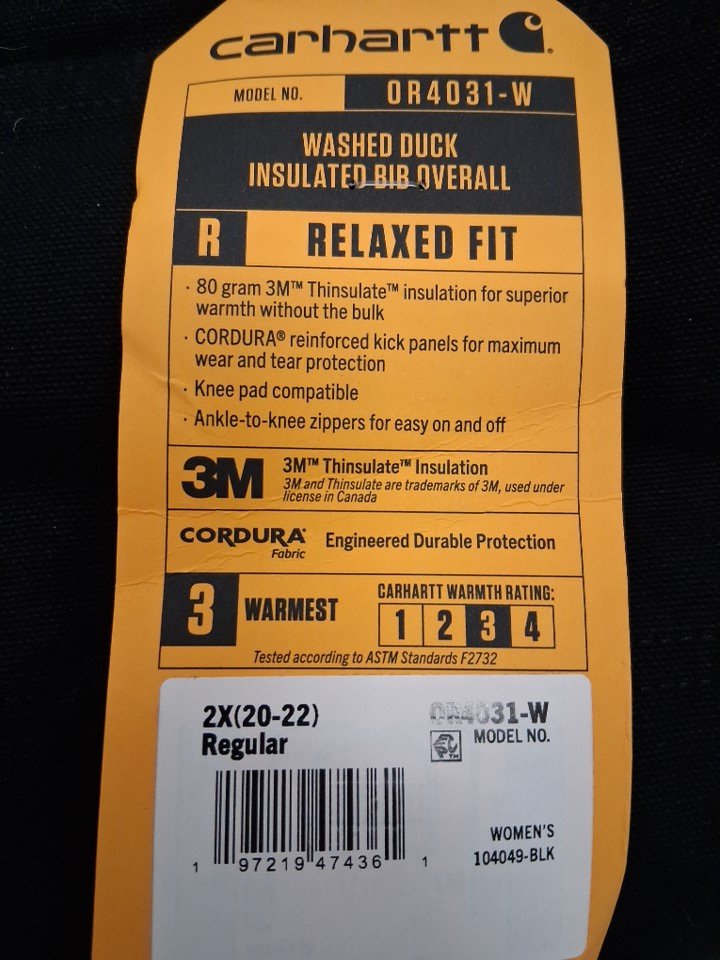 carhartt
MODEL NO. OR4031-W
WASHED DUCK
INSULATED BIB OVERALL
R RELAXED FIT
· 80 gram 3M™ Thinsulate™ insulation for superior
warmth without the bulk
· CORDURA® reinforced kick panels for maximum
wear and tear protection
· Knee pad compatible
· Ankle-to-knee zippers for easy on and off
3M 3M™ Thinsulate™ Insulation
3M and Thinsulate are trademarks of 3M, used under
license in Canada
CORDURA® Engineered Durable Protection
Fabric
3 WARMEST
CARHARTT WARMTH RATING:
1 2 3 4
Tested according to ASTM Standards F2732
2X(20-22) OR4031-W
Regular MODEL NO.
WOMEN'S
104049-BLK
1 97219 47436 1